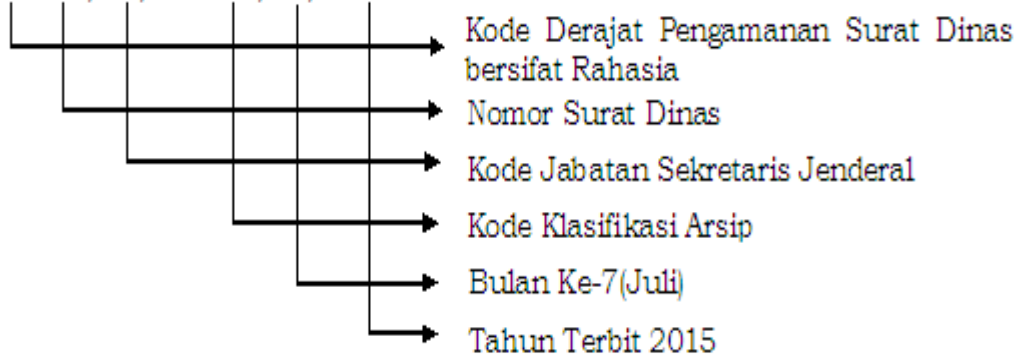 Kode Derajat Pengamanan Surat Dinas
bersifat Rahasia
Nomor Surat Dinas
Kode Jabatan Sekretaris Jenderal
Kode Klasifikasi Arsip
Bulan Ke-7(Juli)
Tahun Terbit 2015